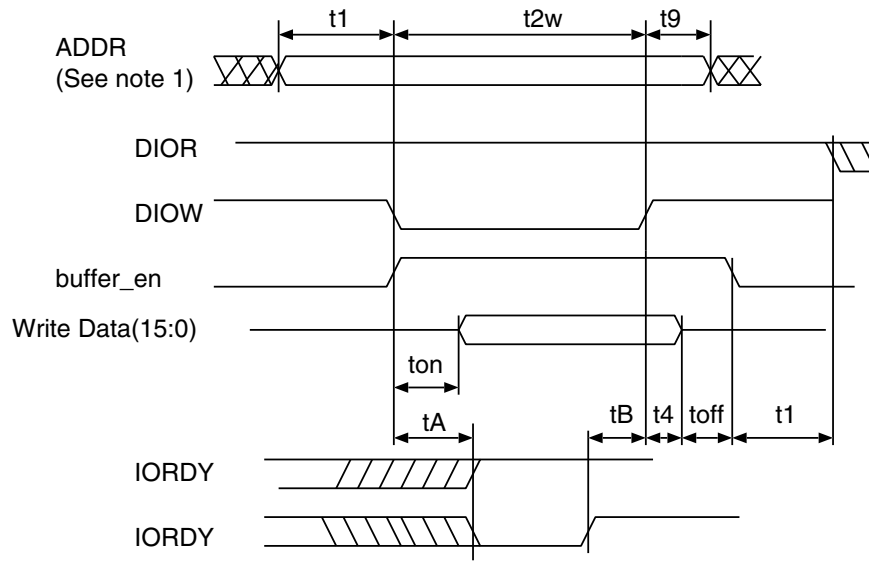 t1 t2w t9
ADDR
(See note 1)
DIOR
DIOW
buffer_en
Write Data(15:0)
ton
tA tB t4 toff t1
IORDY
IORDY